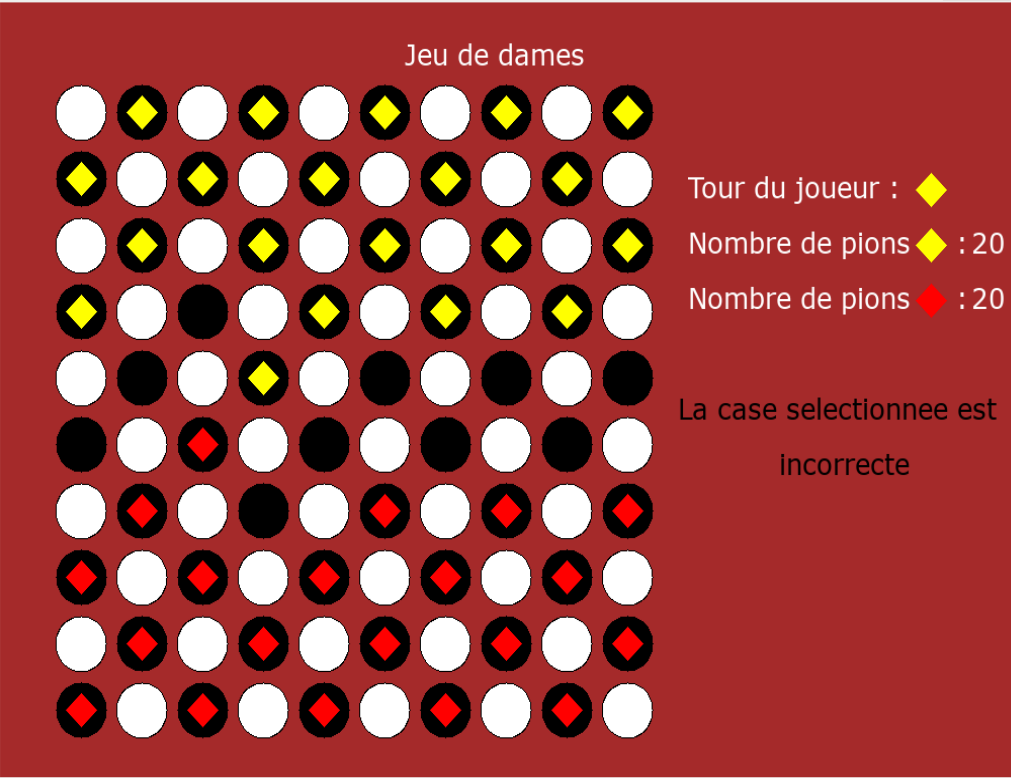 Jeu de dames
Tour du joueur :
Nombre de pions : 20
Nombre de pions : 20
La case selectionnee est
incorrecte